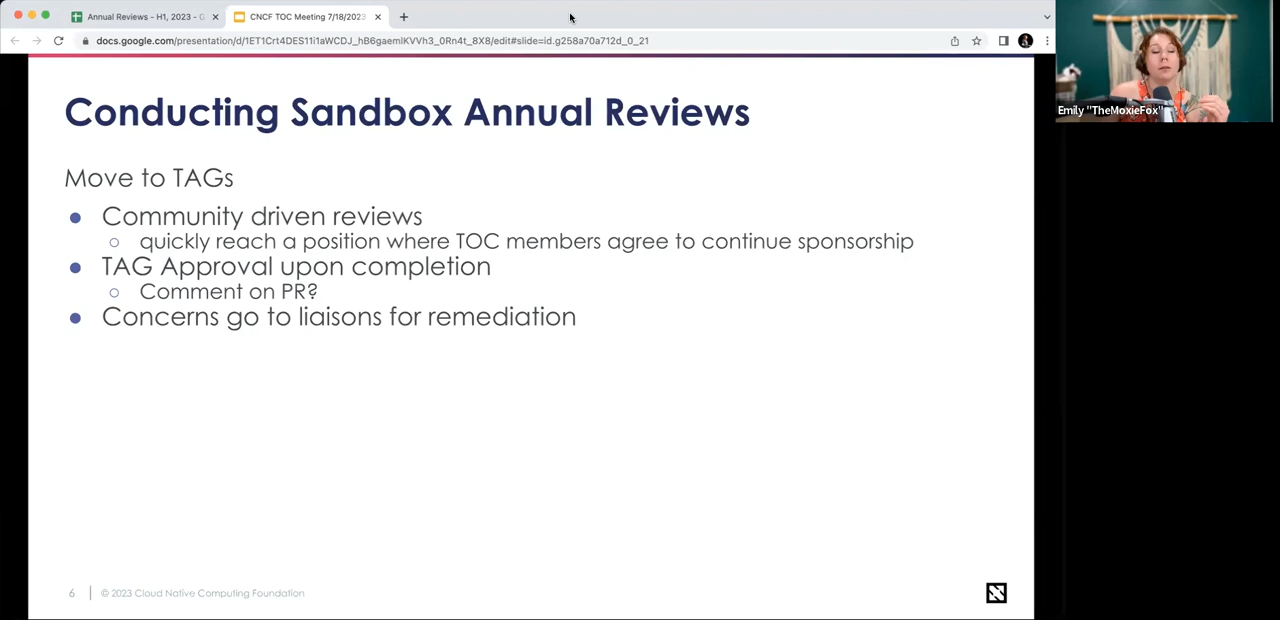 Annual Reviews - H1, 2023 - G
CNCF TOC Meeting 7/18/2023
docs.google.com/presentation/d/1ET1Crt4DES11i1aWCDJ_hB6gaemlKVVh3_0Rn4t_8X8/edit#slide=id.g258a70a712d_0_21
Emily "TheMoxieFox"
Conducting Sandbox Annual Reviews
Move to TAGs
Community driven reviews
quickly reach a position where TOC members agree to continue sponsorship
TAG Approval upon completion
Comment on PR?
Concerns go to liaisons for remediation
6
© 2023 Cloud Native Computing Foundation